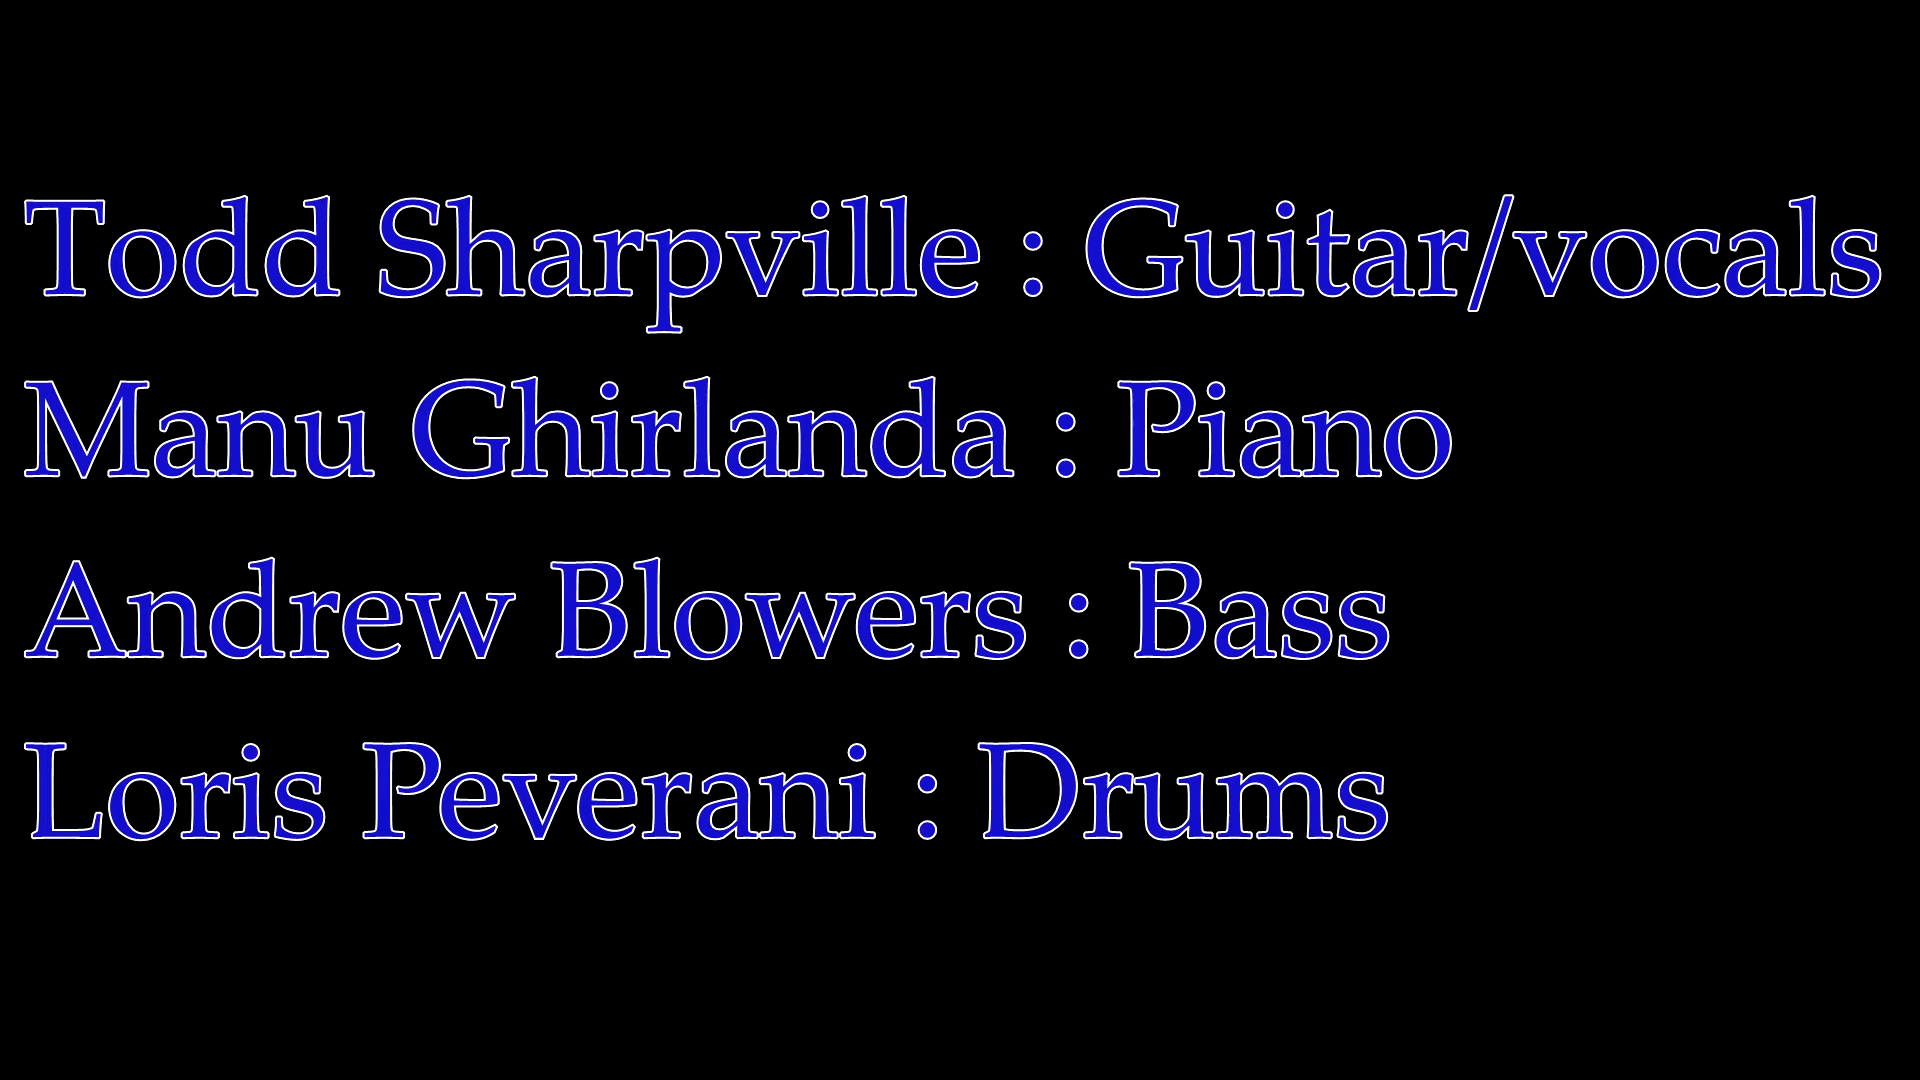 Todd Sharpville : Guitar/vocals
Manu Ghirlanda : Piano
Andrew Blowers : Bass
Loris Peverani : Drums